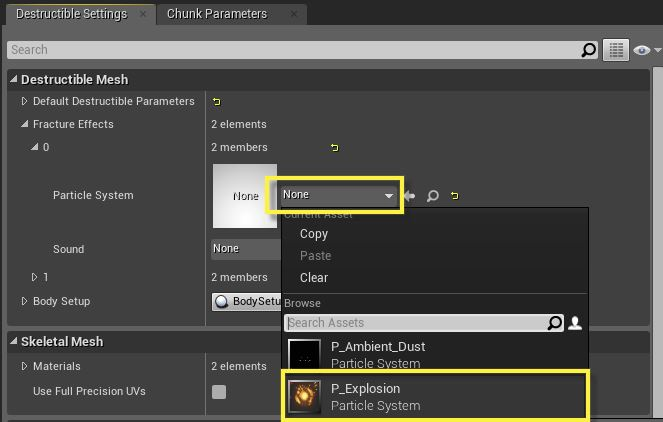 Destructible Settings
Chunk Parameters
Search
Destructible Mesh
Default Destructible Parameters
Fracture Effects 2 elements
0 2 members
Particle System None None
Current Asset
Copy
Sound None
Paste
Clear
1 2 members
Browse
Body Setup BodySetu
Search Assets
Skeletal Mesh
P_Ambient_Dust
Particle System
Materials 2 elements
P_Explosion
Use Full Precision UVs
Particle System